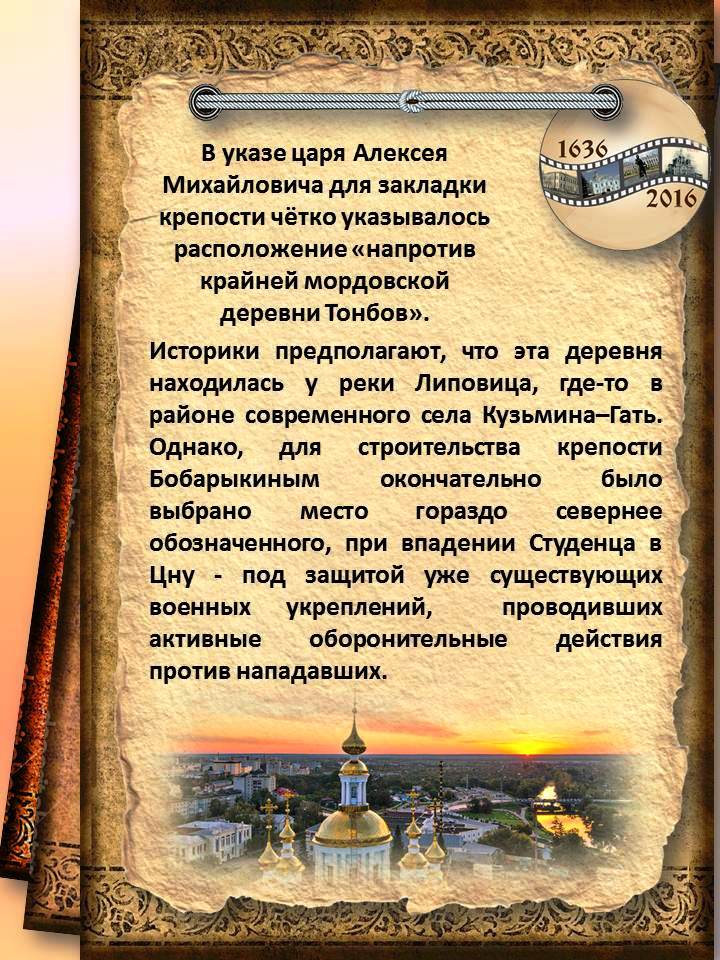 В указе царя Алексея
Михайловича для закладки
крепости чётко указывалось
расположение «напротив
крайней мордовской
деревни Тонбов».
1636
2016
Историки предполагают, что эта деревня
находилась у реки Липовица, где-то в
районе современного села Кузьмина–Гать.
Однако, для строительства крепости
Бобарыкиным окончательно было
выбрано место гораздо севернее
обозначенного, при впадении Студенца в
Цну - под защитой уже существующих
военных укреплений, проводивших
активные оборонительные действия
против нападавших.